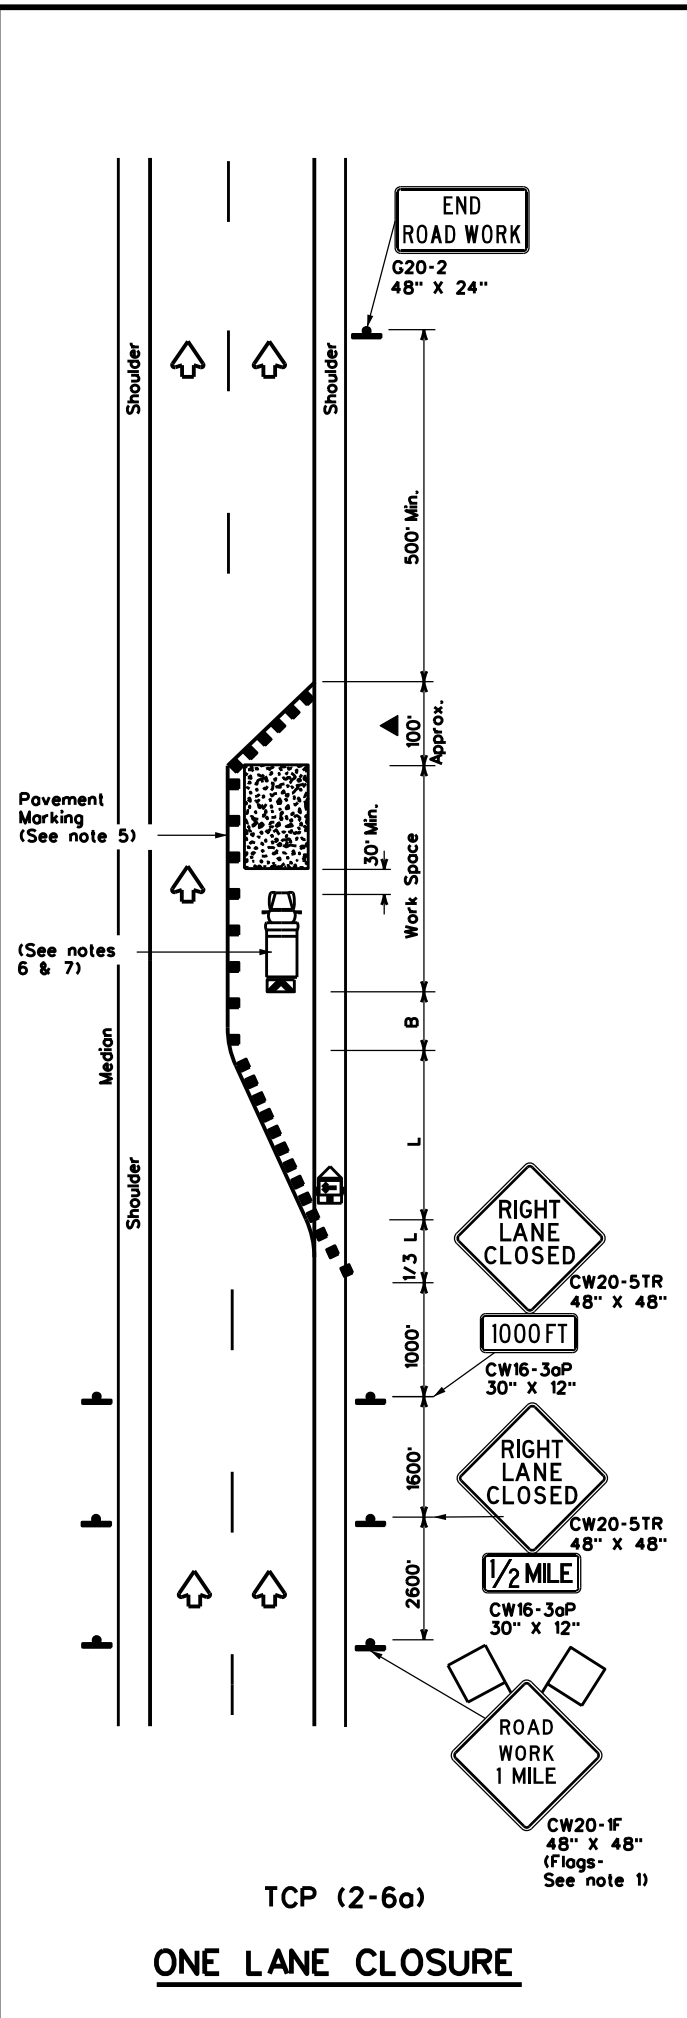 END
ROAD WORK
G20-2
48" X 24"
Shoulder
Shoulder
500' Min.
100'
Approx.
Pavement
Marking
(See note 5)
30' Min.
Work Space
(See notes
6 & 7)
B
Median
L
Shoulder
RIGHT
LANE
CLOSED
1/3 L
CW20-5TR
48" X 48"
1000 FT
1000'
CW16-3aP
30" X 12"
RIGHT
LANE
CLOSED
1600'
CW20-5TR
48" X 48"
1/2 MILE
2600'
CW16-3aP
30" X 12"
ROAD
WORK
1 MILE
CW20-1F
48" X 48"
(Flags-
See note 1)
TCP (2-6a)
ONE LANE CLOSURE